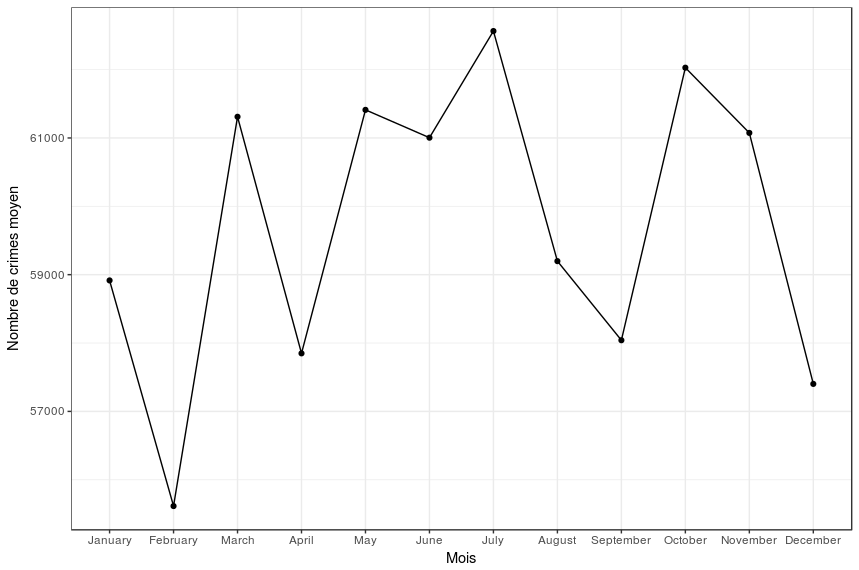 Nombre de crimes moyen
61000
59000
57000
January February March April May June July August September October November December
Mois